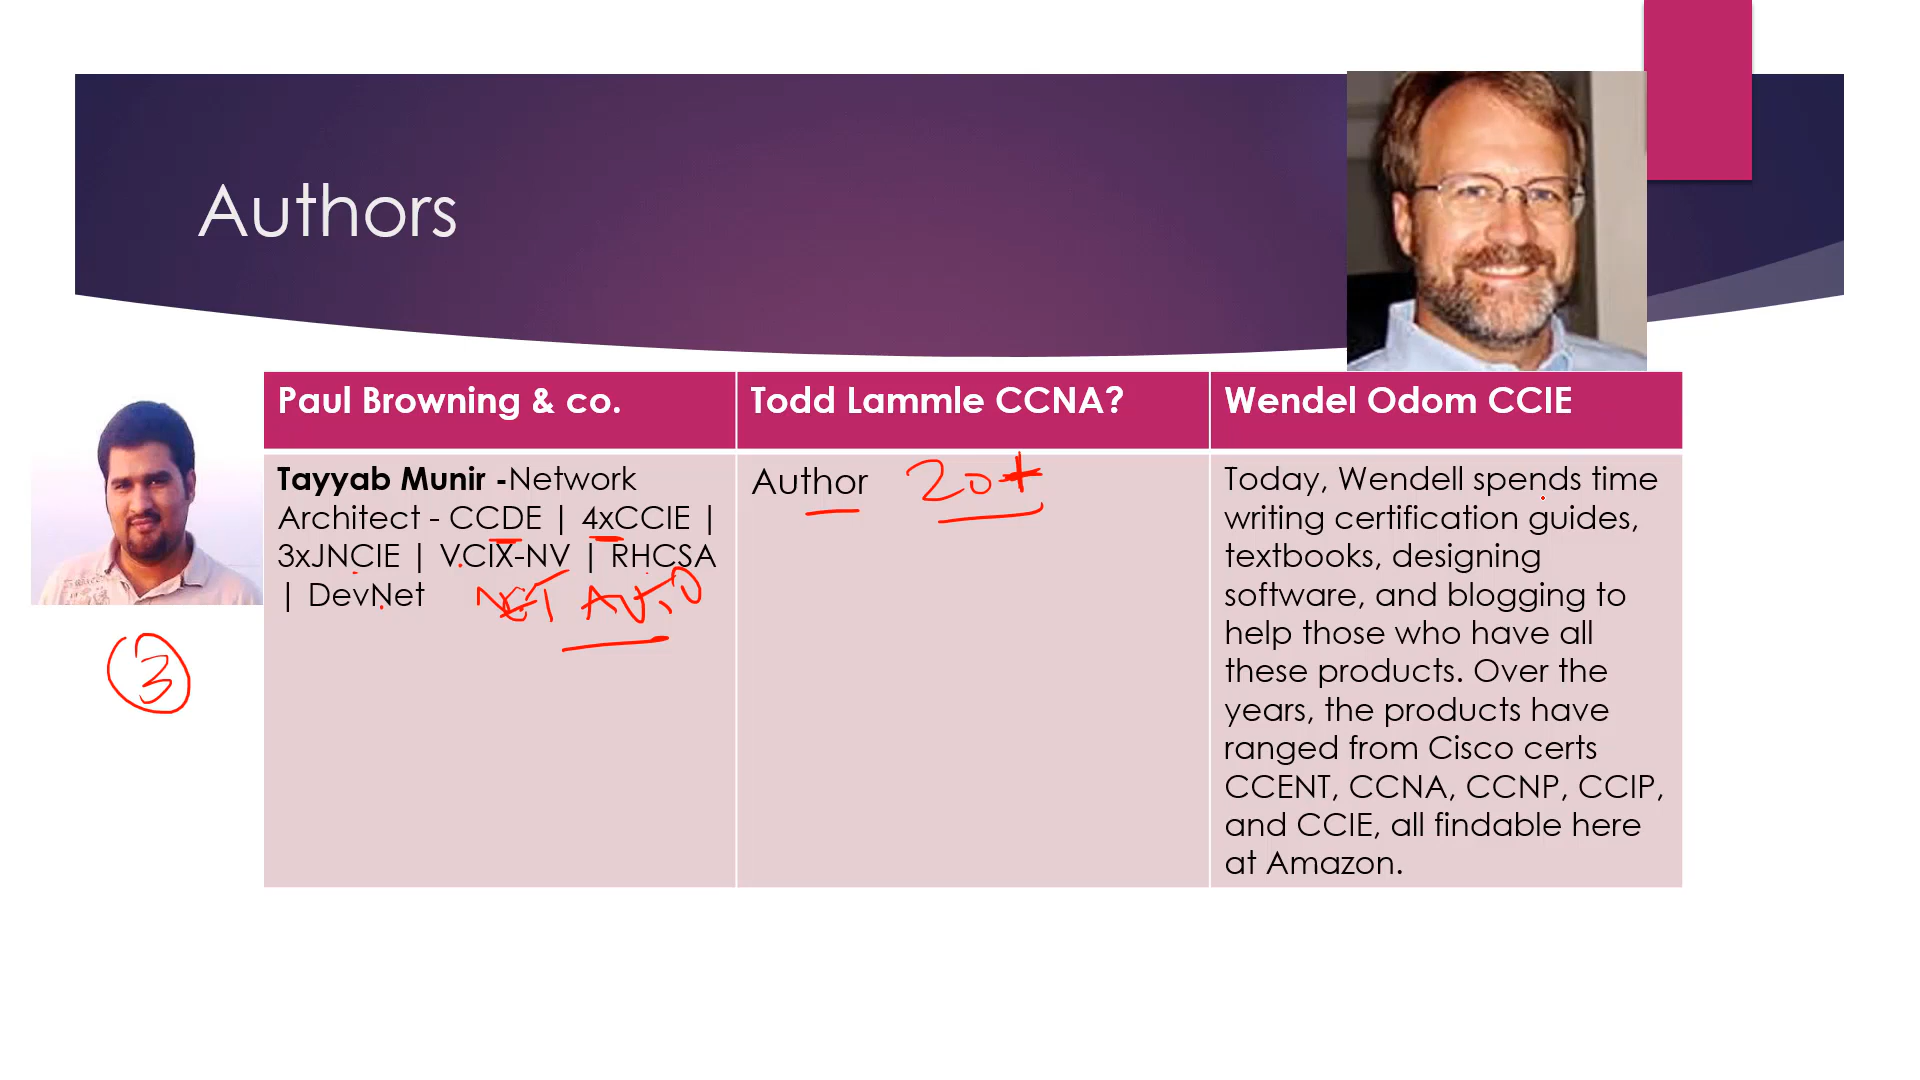 Authors
Paul Browning & co.
Todd Lammle CCNA?
Wendel Odom CCIE
Tayyab Munir -Network
Architect - CCDE | 4xCCIE |
3xJNCIE | VCIX-NV | RHCSA
| DevNet
NET AUTO
3
Author 20+
Today, Wendell spends time
writing certification guides,
textbooks, designing
software, and blogging to
help those who have all
these products. Over the
years, the products have
ranged from Cisco certs
CCENT, CCNA, CCNP, CCIP,
and CCIE, all findable here
at Amazon.